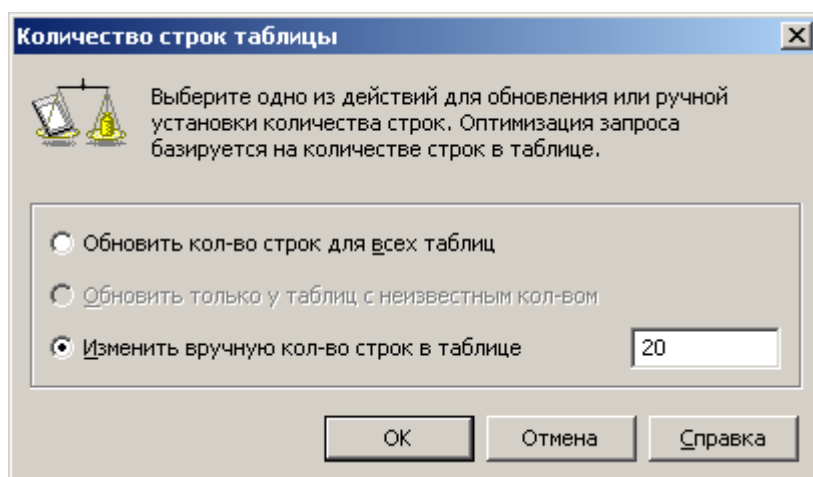 Количество строк таблицы
Выберите одно из действий для обновления или ручной
установки количества строк. Оптимизация запроса
базируется на количестве строк в таблице.
Обновить кол-во строк для всех таблиц
Обновить только у таблиц с неизвестным кол-вом
Изменить вручную кол-во строк в таблице 20
OK Отмена Справка